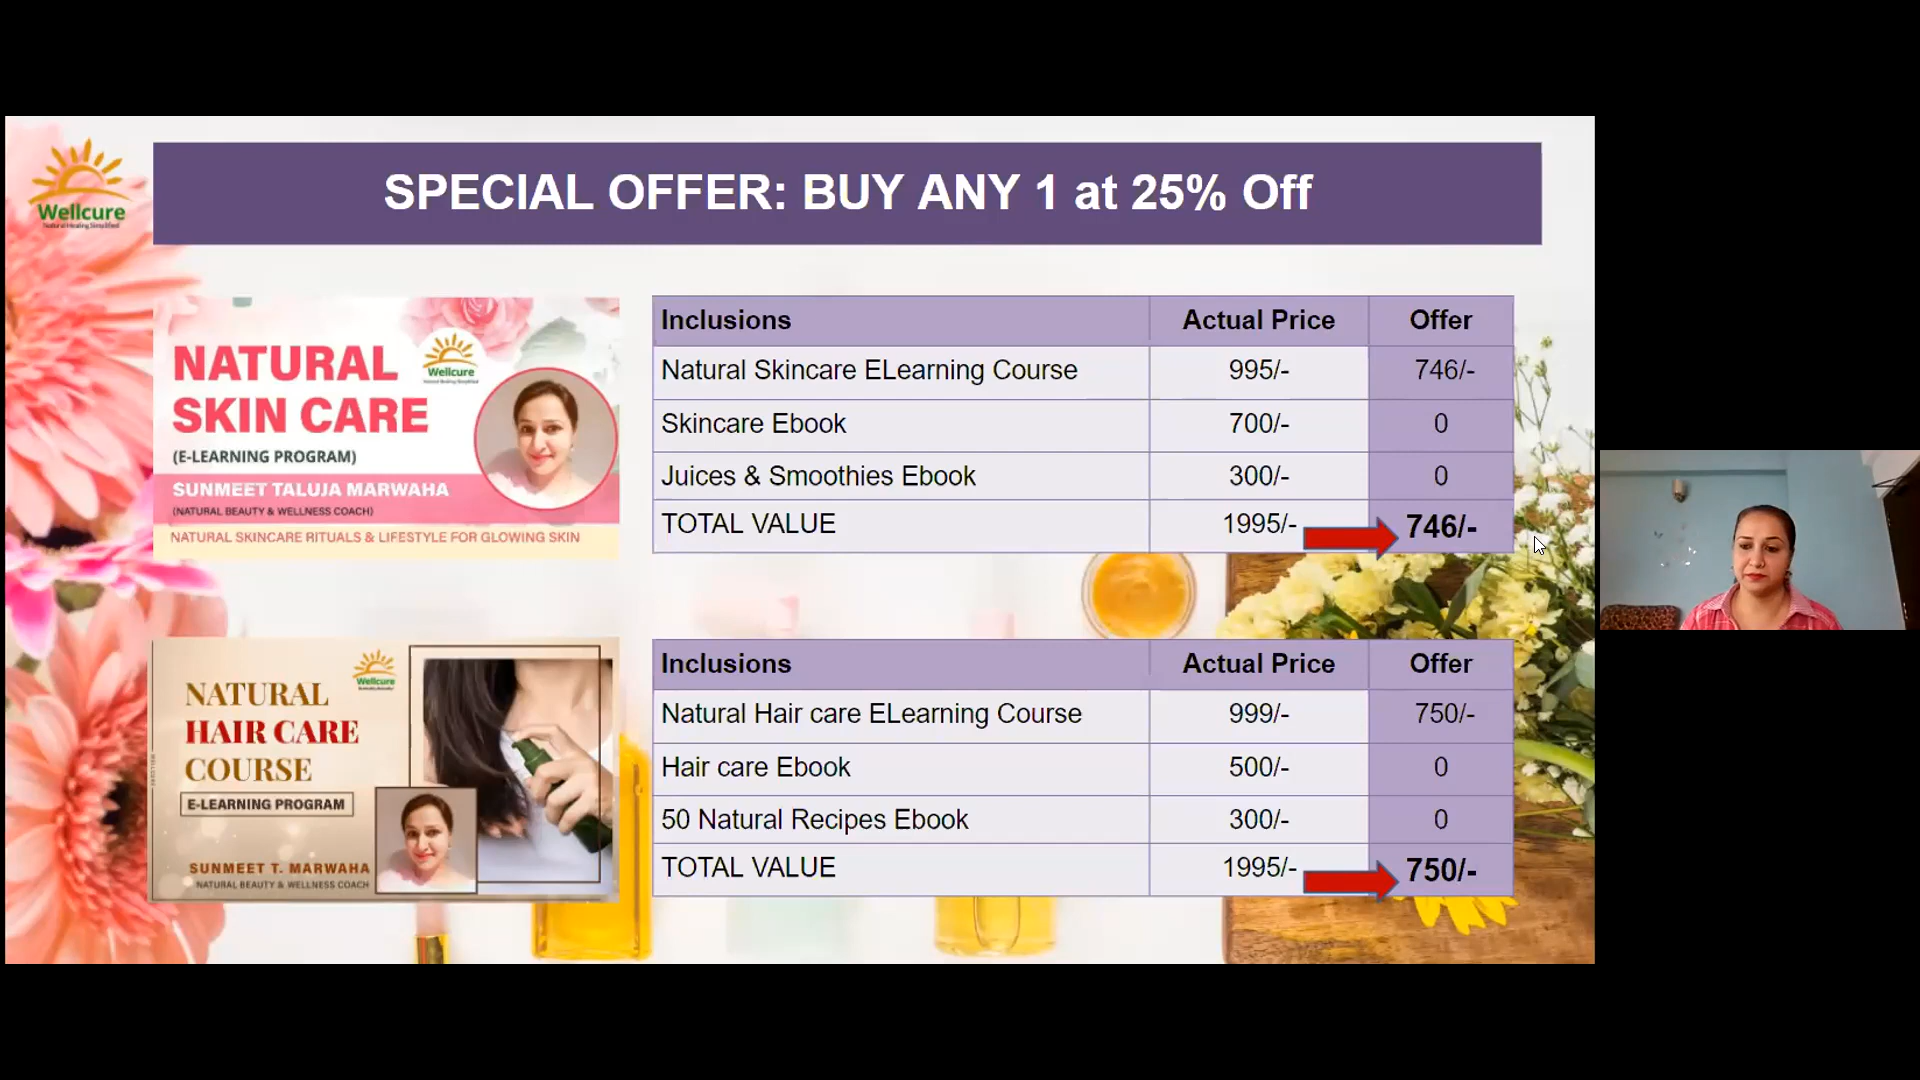 Wellcure
Natural Healing Simplified
SPECIAL OFFER: BUY ANY 1 at 25% Off
NATURAL
SKIN CARE
Wellcure
(E-LEARNING PROGRAM)
SUNMEET TALUJA MARWAHA
(NATURAL BEAUTY & WELLNESS COACH)
NATURAL SKINCARE RITUALS & LIFESTYLE FOR GLOWING SKIN
Inclusions Actual Price Offer
Natural Skincare ELearning Course 995/- 746/-
Skincare Ebook 700/- 0
Juices & Smoothies Ebook 300/- 0
TOTAL VALUE 1995/- 746/-
Wellcure
NATURAL
HAIR CARE
COURSE
E-LEARNING PROGRAM
SUNMEET T. MARWAHA
NATURAL BEAUTY & WELLNESS COACH
Inclusions Actual Price Offer
Natural Hair care ELearning Course 999/- 750/-
Hair care Ebook 500/- 0
50 Natural Recipes Ebook 300/- 0
TOTAL VALUE 1995/- 750/-